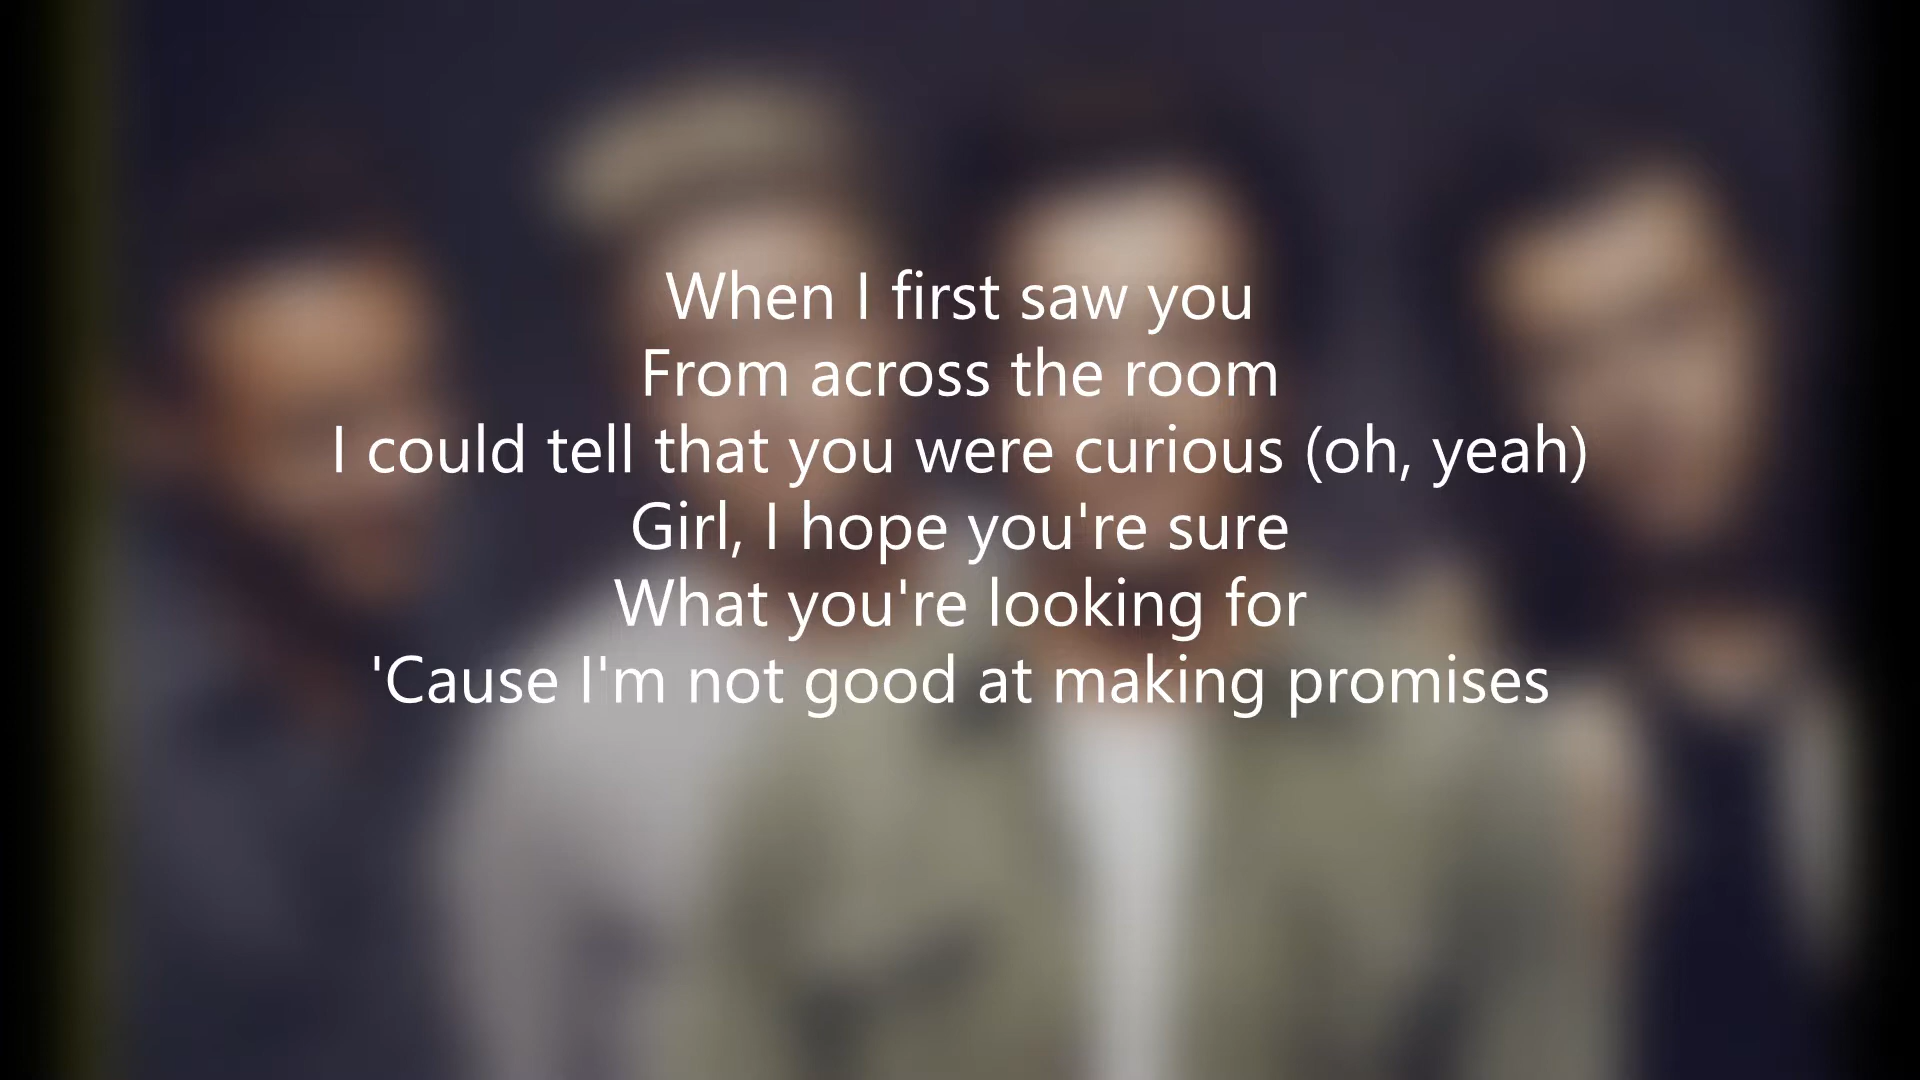 When I first saw you
From across the room
I could tell that you were curious (oh, yeah)
Girl, I hope you're sure
What you're looking for
'Cause I'm not good at making promises